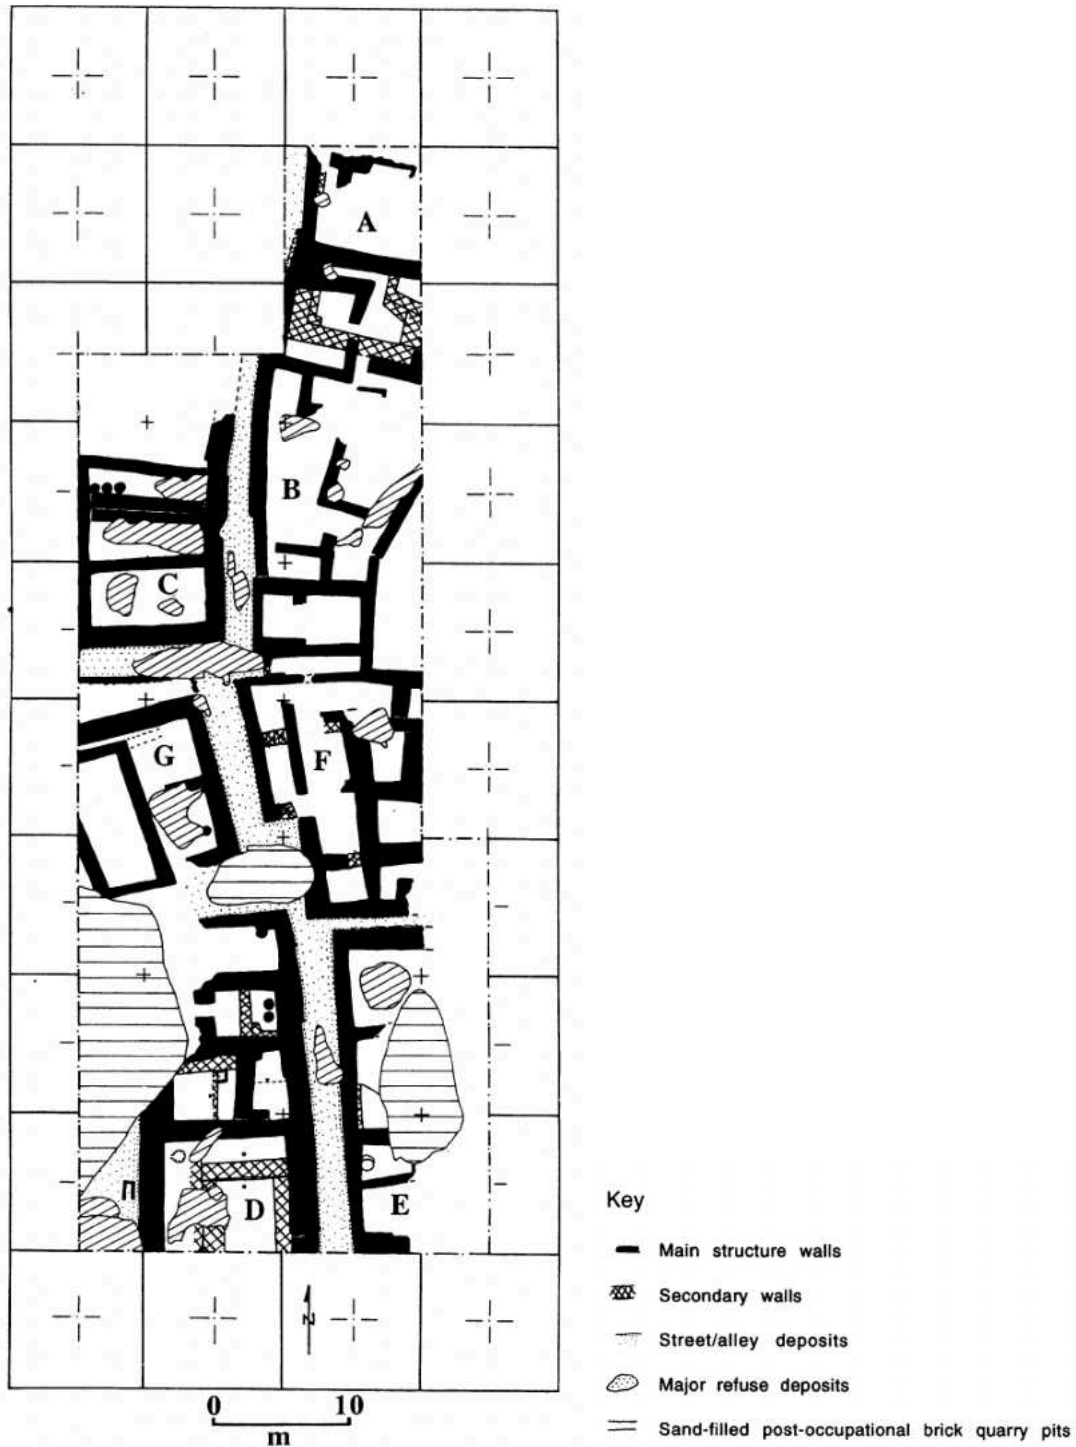 A
B
C
G
F
D
E
N
0 10
m
Key
Main structure walls
Secondary walls
Street/alley deposits
Major refuse deposits
Sand-filled post-occupational brick quarry pits